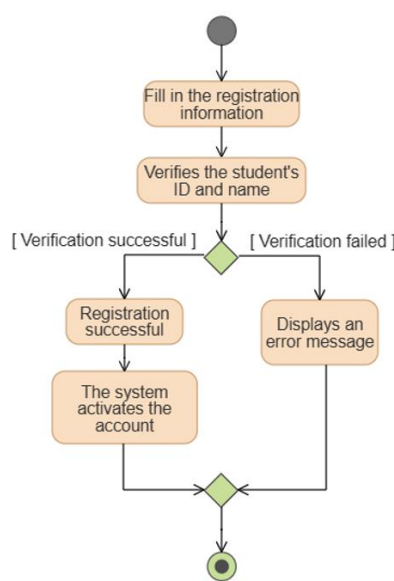 Fill in the registration
information
Verifies the student's
ID and name
[ Verification successful ]
[ Verification failed ]
Registration
successful
Displays an
error message
The system
activates the
account